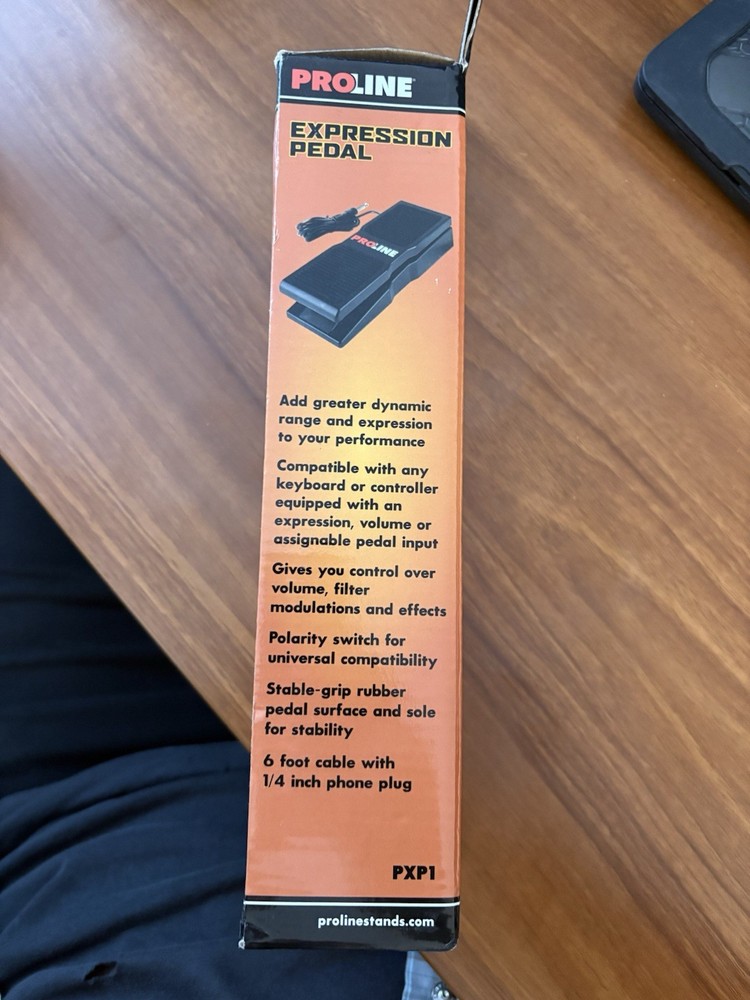 PROLINE
EXPRESSION
PEDAL
PROLINE
Add greater dynamic
range and expression
to your performance
Compatible with any
keyboard or controller
equipped with an
expression, volume or
assignable pedal input
Gives you control over
volume, filter
modulations and effects
Polarity switch for
universal compatibility
Stable-grip rubber
pedal surface and sole
for stability
6 foot cable with
1/4 inch phone plug
PXP1
prolinestands.com